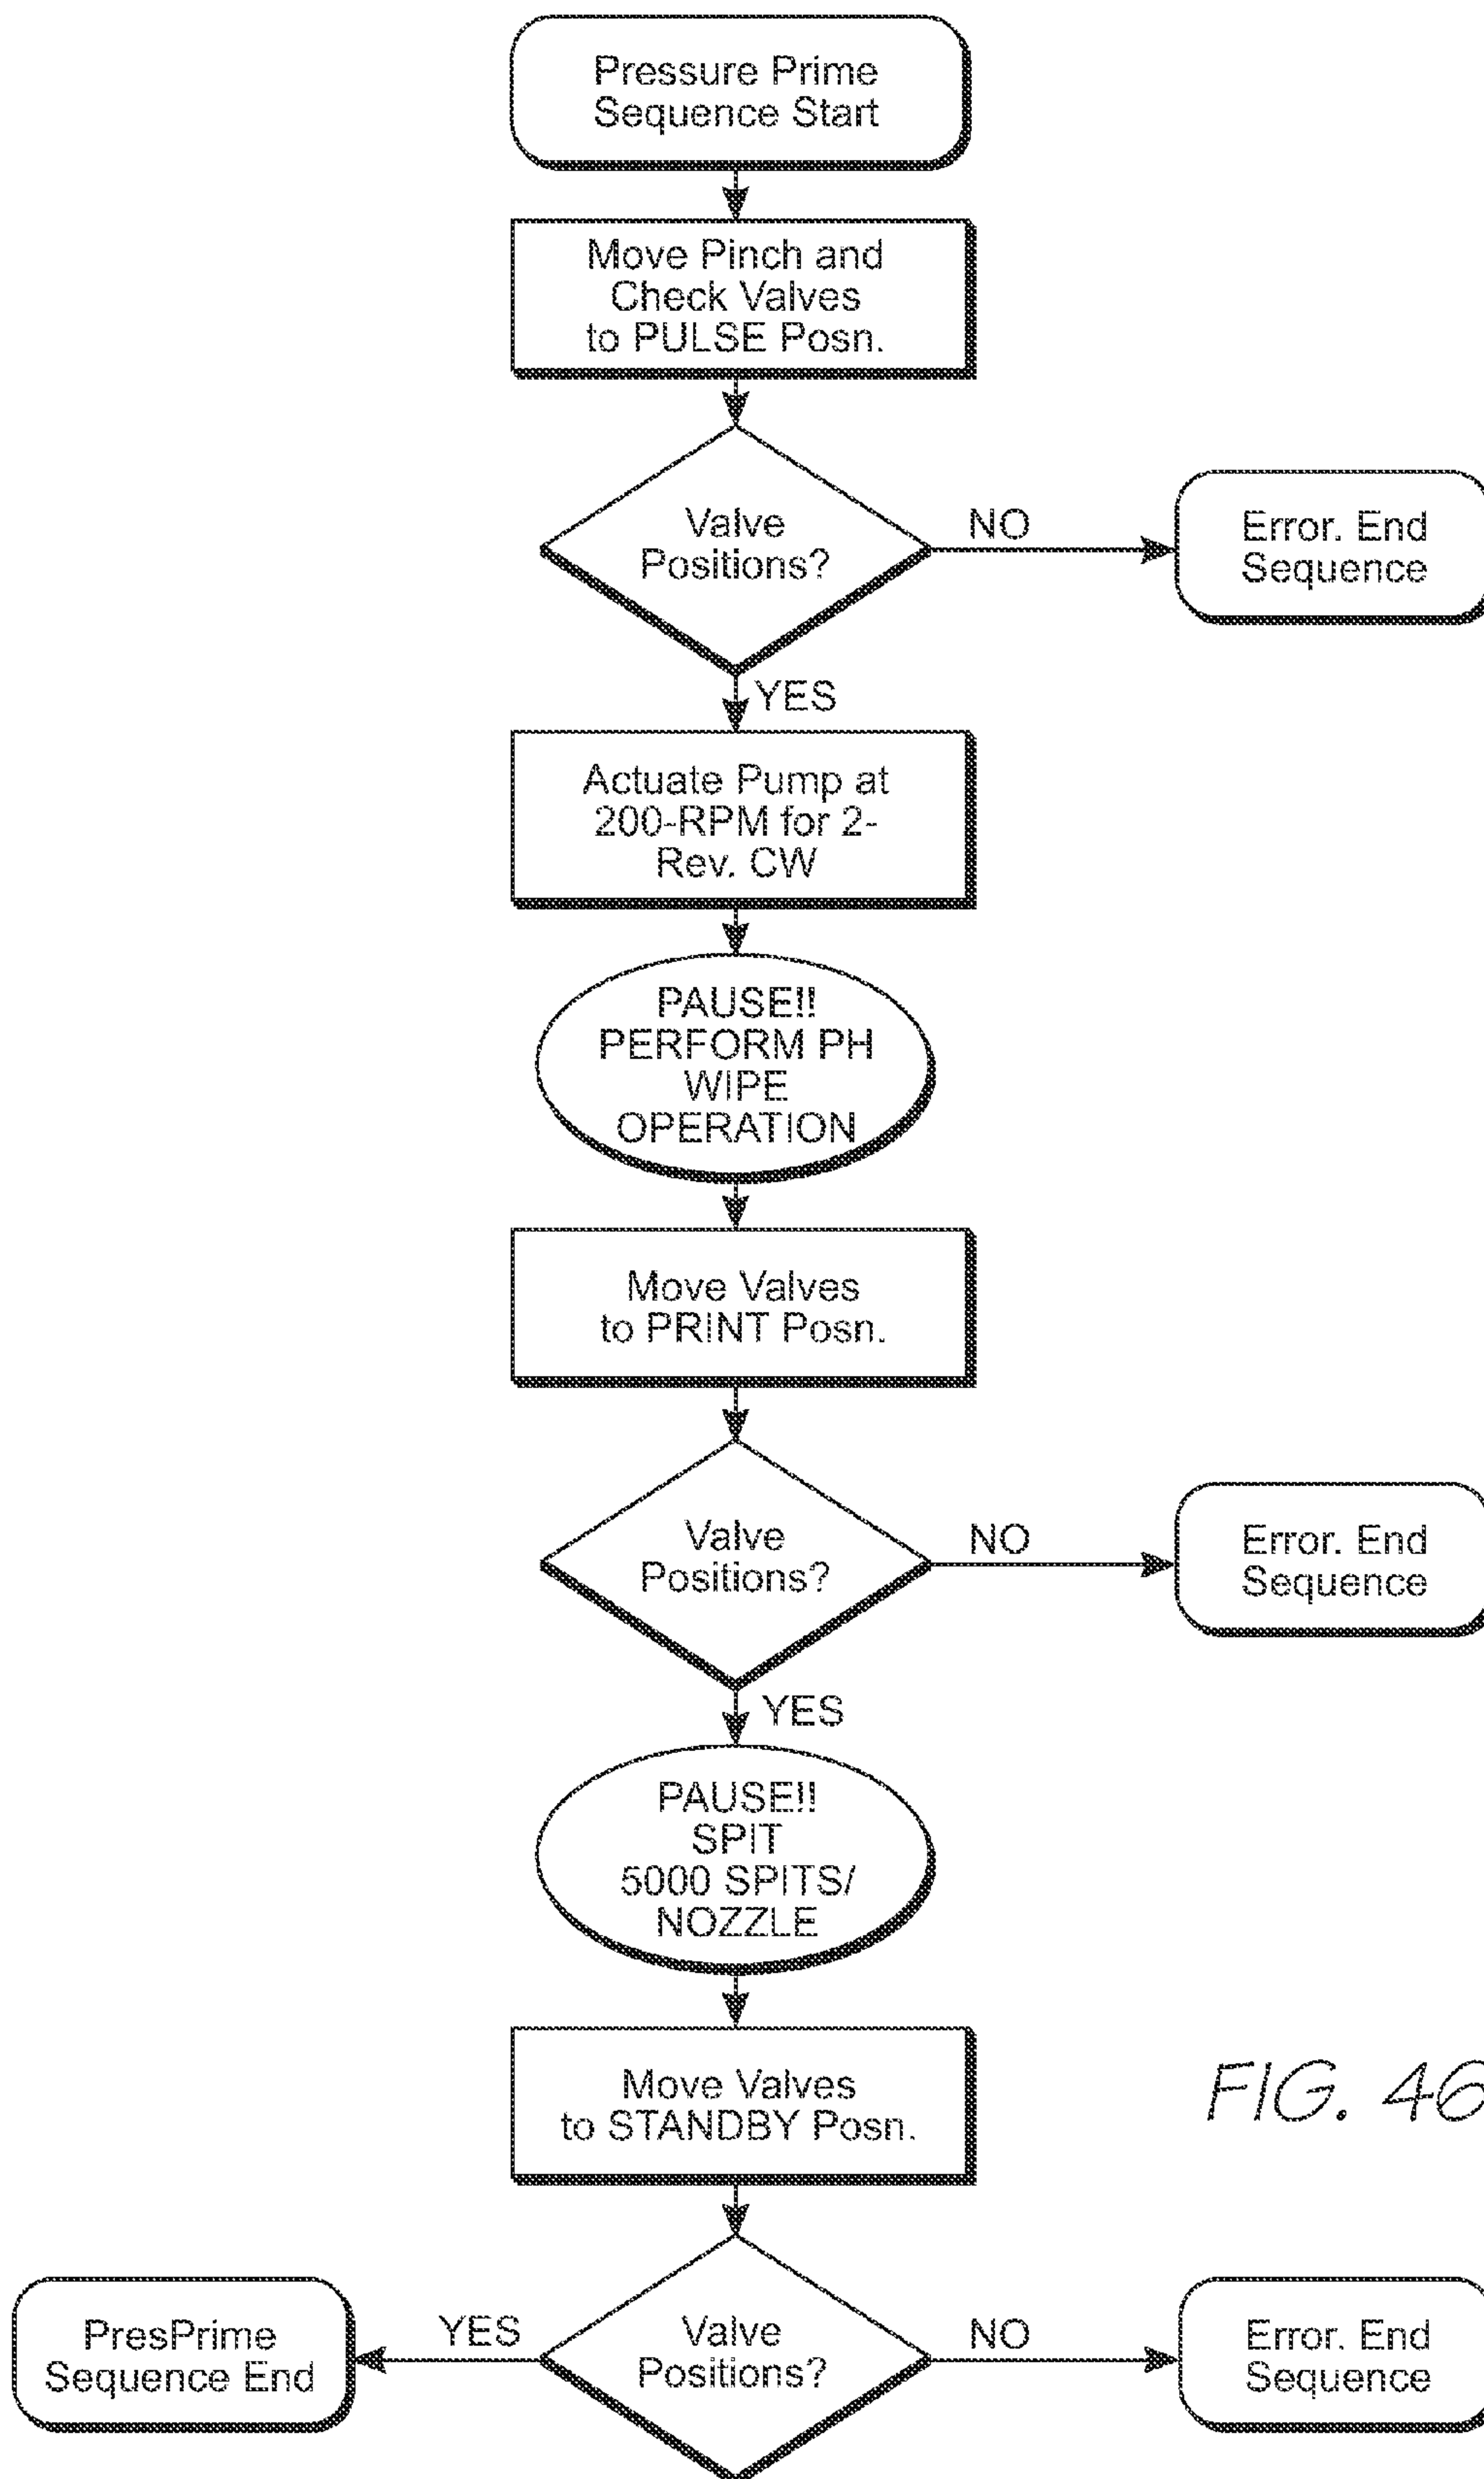 Pressure Prime
Sequence Start
Move Pinch and
Check Valves
to PULSE Posn.
Valve
Positions?
NO
Error. End
Sequence
YES
Actuate Pump at
200-RPM for 2-
Rev. CW
PAUSE!!
PERFORM PH
WIPE
OPERATION
Move Valves
to PRINT Posn.
Valve
Positions?
NO
Error. End
Sequence
YES
PAUSE!!
SPIT
5000 SPITS/
NOZZLE
Move Valves
to STANDBY Posn.
FIG. 46
PresPrime
Sequence End
YES
Valve
Positions?
NO
Error. End
Sequence